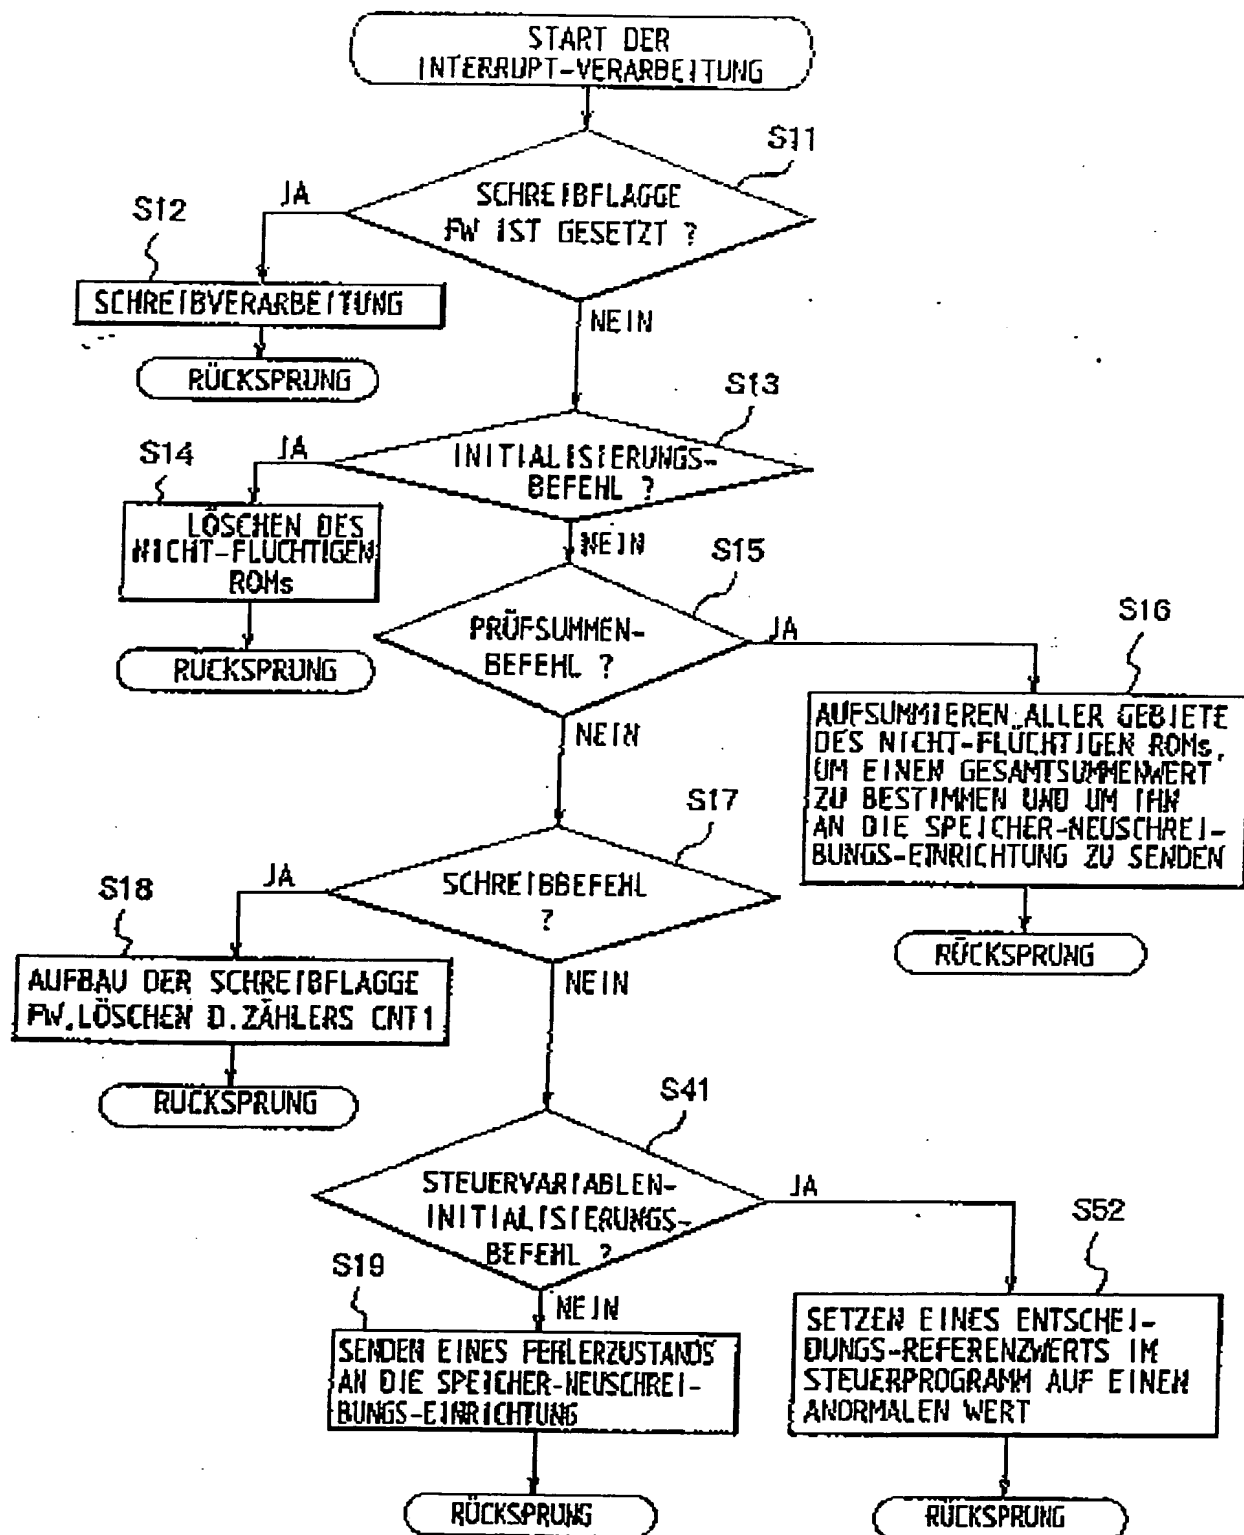 START DER
INTERRUPT-VERARBEITUNG
S11
SCHREIBFLAGGE
FW IST GESETZT ?
JA
S12
SCHREIBVERARBEITUNG
RÜCKSPRUNG
NEIN
S13
INITIALISIERUNGS-
BEFEHL ?
JA
S14
LÖSCHEN DES
NICHT-FLÜCHTIGEN
ROMs
RUCKSPRUNG
NEIN
S15
PRÜFSUMMEN-
BEFEHL ?
JA
S16
AUFSUMMIEREN ALLER GEBIETE
DES NICHT-FLÜCHTIGEN ROMs,
UM EINEN GESAMTSUMMENWERT
ZU BESTIMMEN UND UM IHN
AN DIE SPEICHER-NEUSCHREI-
BUNGS-EINRICHTUNG ZU SENDEN
RÜCKSPRUNG
NEIN
S17
SCHREIBBEFEHL
?
JA
S18
AUFBAU DER SCHREIBFLAGGE
FW, LÖSCHEN D.ZÄHLERS CNT1
RUCKSPRUNG
NEIN
S41
STEUERVARIABLEN-
INITIALISIERUNGS-
BEFEHL ?
JA
S52
SETZEN EINES ENTSCHEI-
DUNGS-REFERENZWERTS IM
STEUERPROGRAMM AUF EINEN
ANORMALEN WERT
RÜCKSPRUNG
NEIN
S19
SENDEN EINES FEHLERZUSTANDS
AN DIE SPEICHER-NEUSCHREI-
BUNGS-EINRICHTUNG
RÜCKSPRUNG